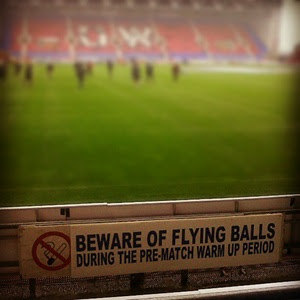 BEWARE OF FLYING BALLS
DURING THE PRE-MATCH WARM UP PERIOD